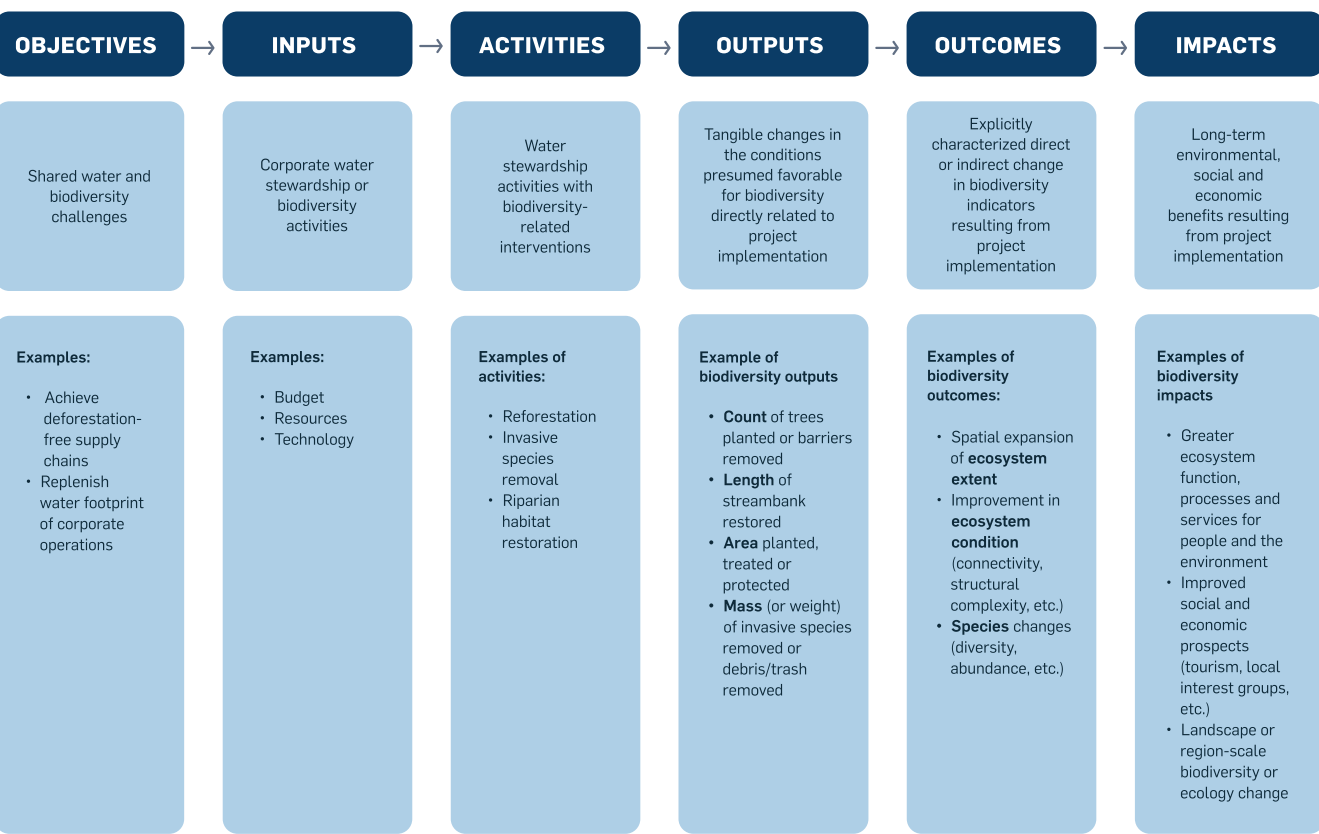 OBJECTIVES → INPUTS → ACTIVITIES → OUTPUTS → OUTCOMES → IMPACTS
Shared water and
biodiversity
challenges
Corporate water
stewardship or
biodiversity
activities
Water
stewardship
activities with
biodiversity-
related
interventions
Tangible changes in
the conditions
presumed favorable
for biodiversity
directly related to
project
implementation
Explicitly
characterized direct
or indirect change
in biodiversity
indicators
resulting from
project
implementation
Long-term
environmental,
social and
economic
benefits resulting
from project
implementation
Examples:
• Achieve
deforestation-
free supply
chains
• Replenish
water footprint
of corporate
operations
Examples:
• Budget
• Resources
• Technology
Examples of
activities:
• Reforestation
• Invasive
species
removal
• Riparian
habitat
restoration
Example of
biodiversity outputs
• Count of trees
planted or barriers
removed
• Length of
streambank
restored
• Area planted,
treated or
protected
• Mass (or weight)
of invasive species
removed or
debris/trash
removed
Examples of
biodiversity
outcomes:
• Spatial expansion
of ecosystem
extent
• Improvement in
ecosystem
condition
(connectivity,
structural
complexity, etc.)
• Species changes
(diversity,
abundance, etc.)
Examples of
biodiversity
impacts
• Greater
ecosystem
function,
processes and
services for
people and the
environment
• Improved
social and
economic
prospects
(tourism, local
interest groups,
etc.)
• Landscape or
region-scale
biodiversity or
ecology change